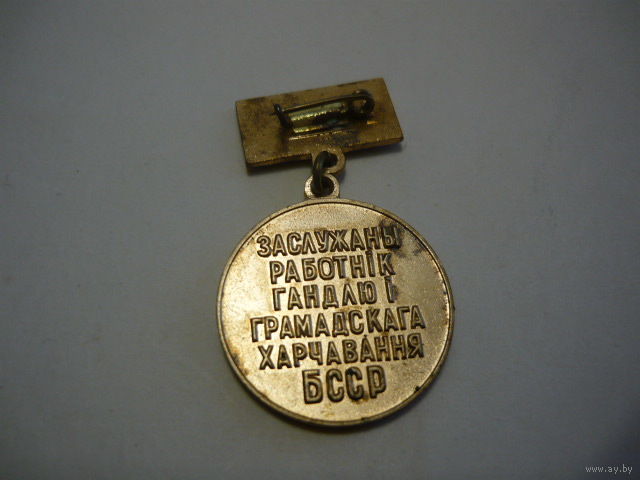 ЗАСЛУЖАНЫ
РАБОТНІК
ГАНДЛЮ І
ГРАМАДСКАГА
ХАРЧАВАННЯ
БССР
www.ay.by